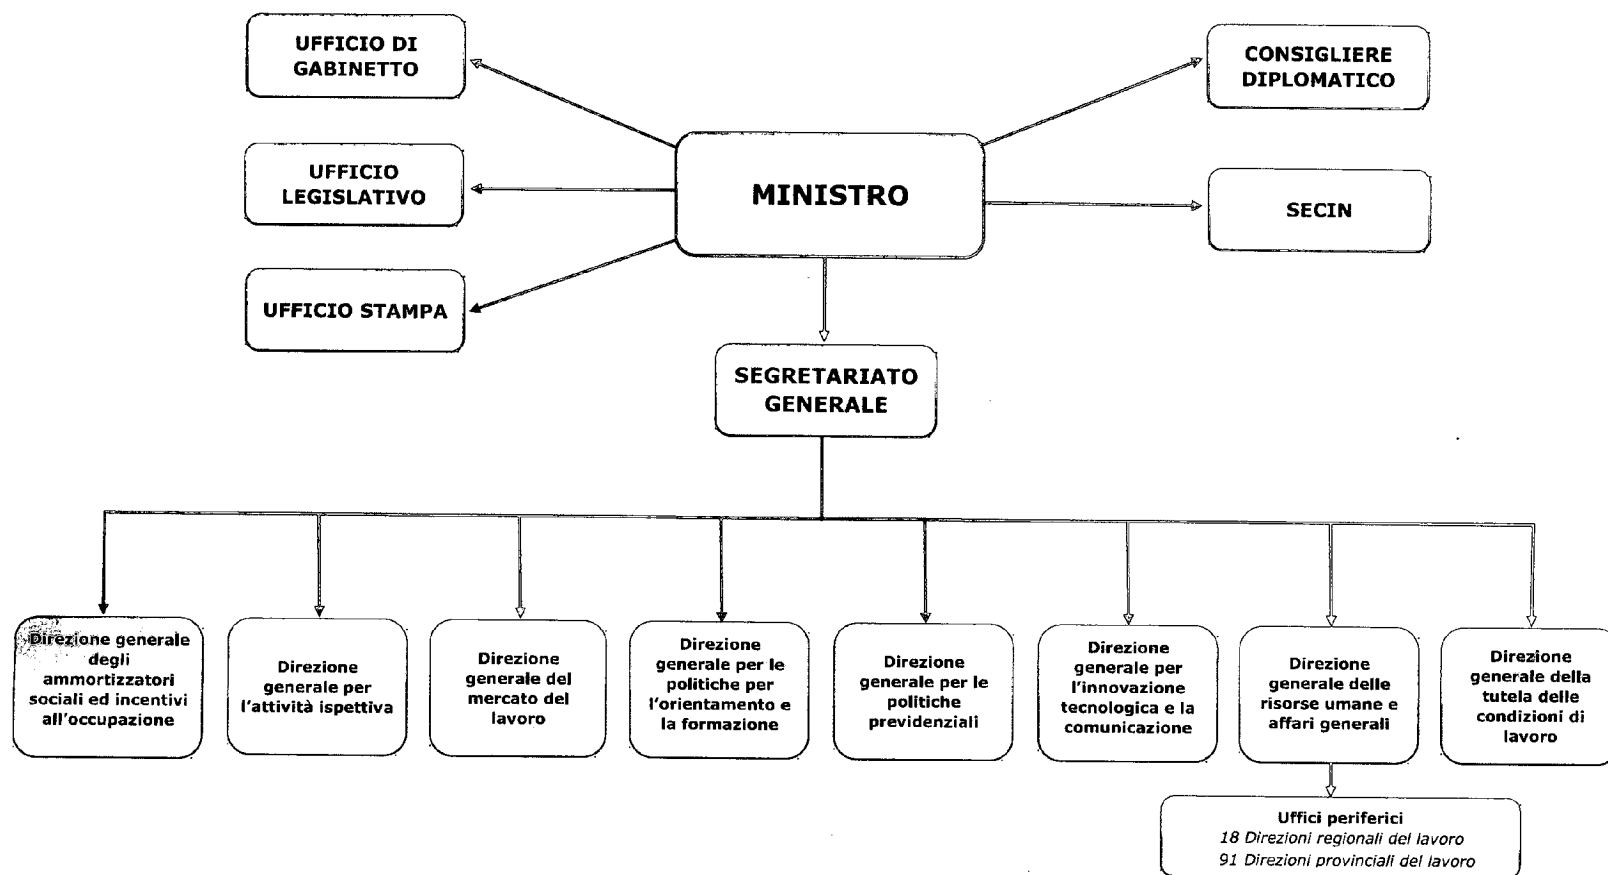 UFFICIO DI
GABINETTO
CONSIGLIERE
DIPLOMATICO
UFFICIO
LEGISLATIVO
MINISTRO
SECIN
UFFICIO STAMPA
SEGRETARIATO
GENERALE
Direzione generale
degli
ammortizzatori
sociali ed incentivi
all'occupazione
Direzione
generale per
l'attività ispettiva
Direzione
generale del
mercato del
lavoro
Direzione
generale per le
politiche per
l'orientamento e
la formazione
Direzione
generale per le
politiche
previdenziali
Direzione
generale per
l'innovazione
tecnologica e la
comunicazione
Direzione
generale delle
risorse umane e
affari generali
Direzione
generale della
tutela delle
condizioni di
lavoro
Uffici periferici
18 Direzioni regionali del lavoro
91 Direzioni provinciali del lavoro